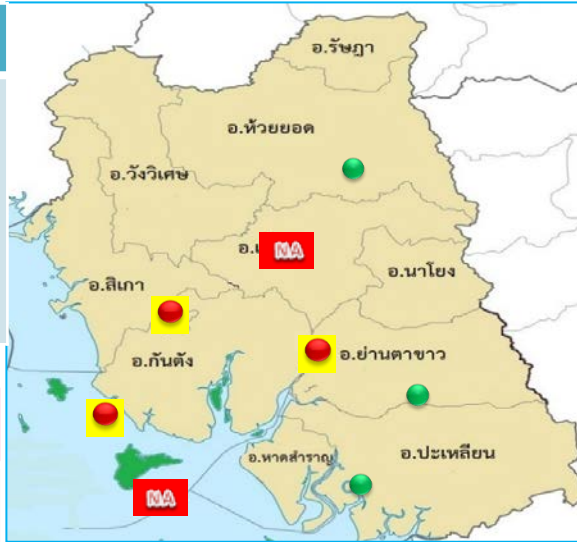 อ.รัษฎา
อ.ห้วยยอด
อ.วังวิเศษ
NA
อ.นาโยง
อ.สิเกา
อ.กันตัง
อ.ย่านตาขาว
อ.หาดสำราญ
อ.ปะเหลียน
NA